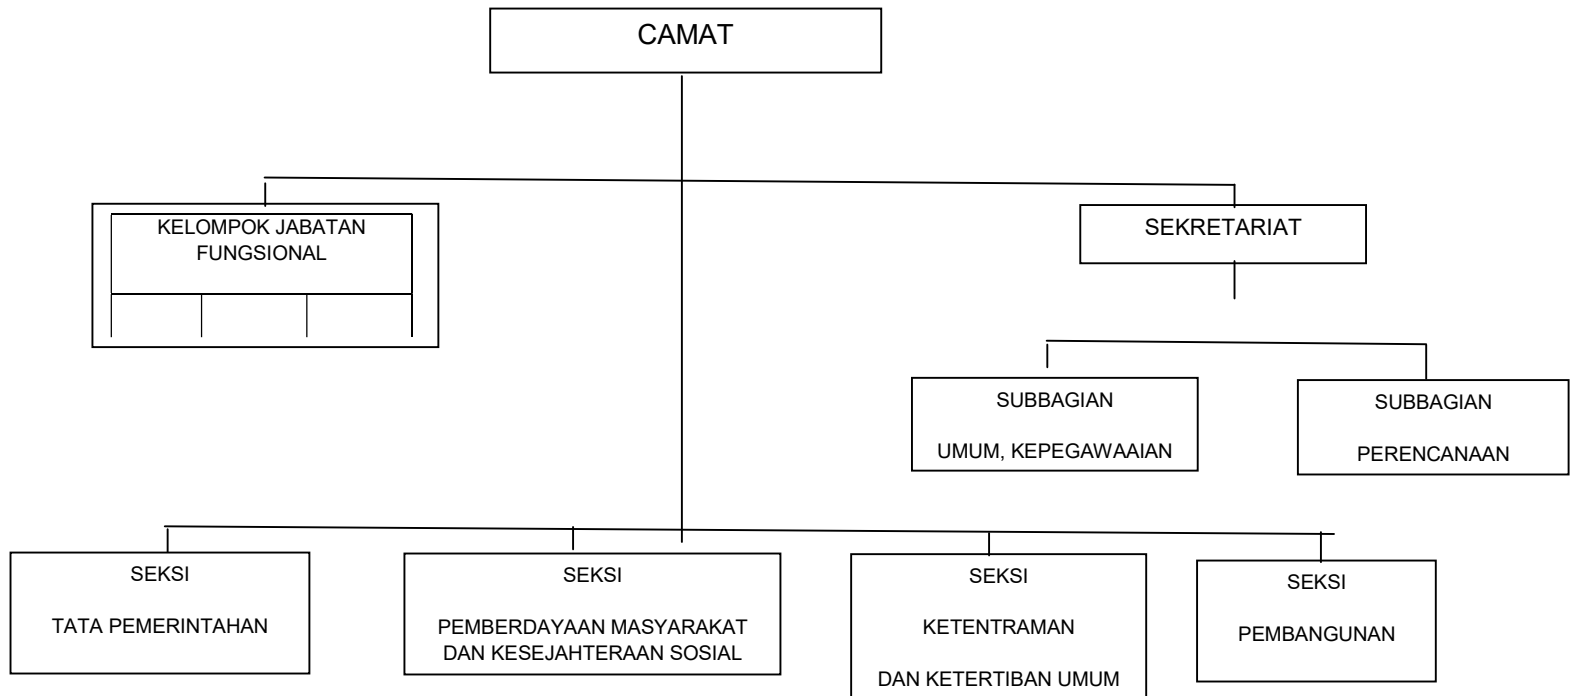 CAMAT
KELOMPOK JABATAN
FUNGSIONAL
SEKRETARIAT
SUBBAGIAN
UMUM, KEPEGAWAAIAN
SUBBAGIAN
PERENCANAAN
SEKSI
TATA PEMERINTAHAN
SEKSI
PEMBERDAYAAN MASYARAKAT
DAN KESEJAHTERAAN SOSIAL
SEKSI
KETENTRAMAN
DAN KETERTIBAN UMUM
SEKSI
PEMBANGUNAN